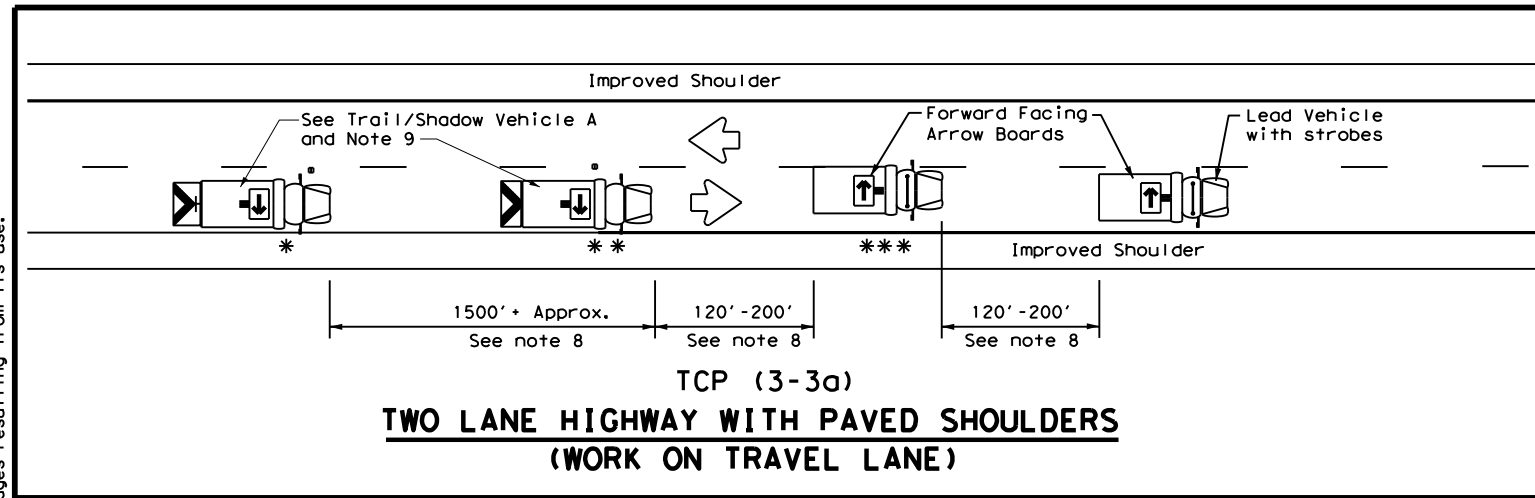 Improved Shoulder
See Trail/Shadow Vehicle A
and Note 9
Forward Facing
Arrow Boards
Lead Vehicle
with strobes
*
**
***
Improved Shoulder
1500'+ Approx.
See note 8
120'-200'
See note 8
120'-200'
See note 8
TCP (3-3a)
TWO LANE HIGHWAY WITH PAVED SHOULDERS
(WORK ON TRAVEL LANE)
its use.